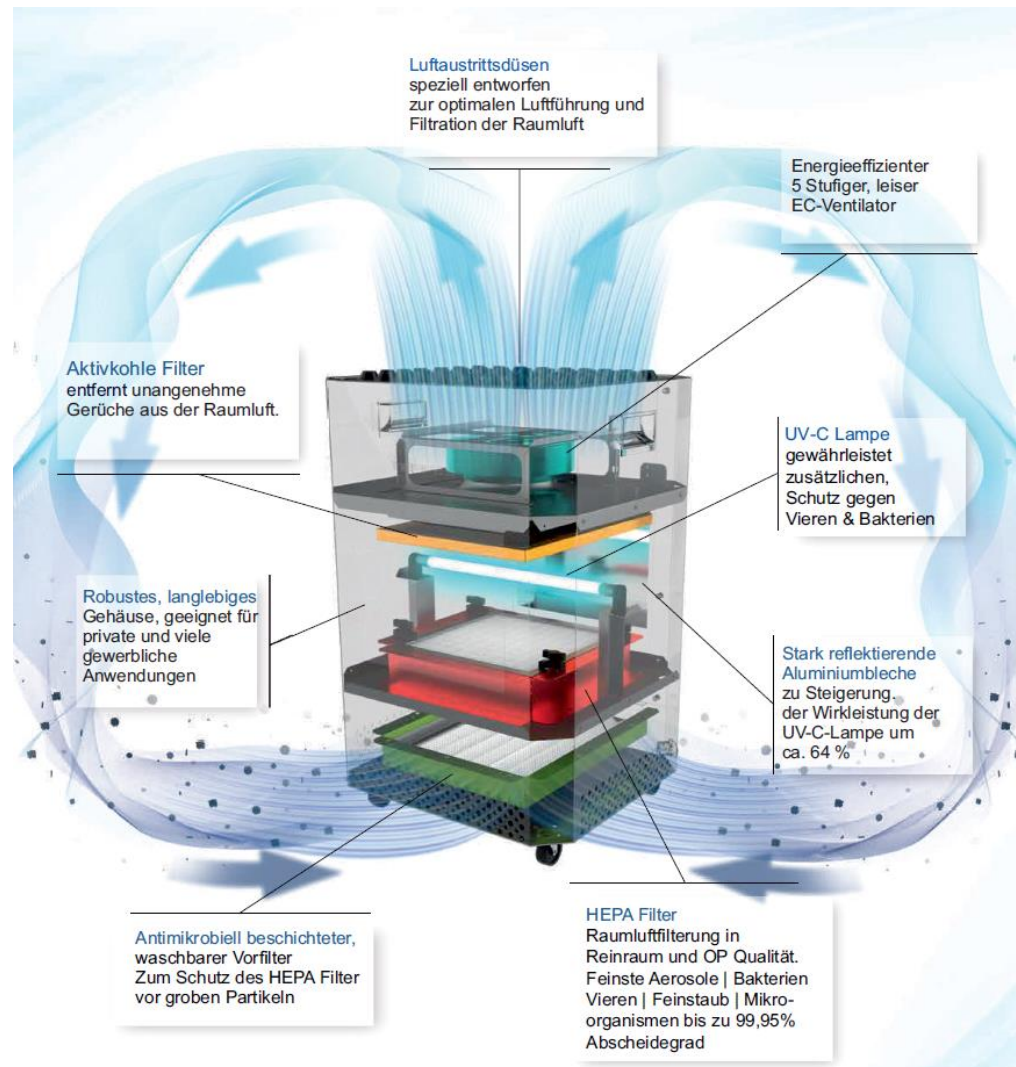 Luftaustrittsdüsen
speziell entworfen
zur optimalen Luftführung und
Filtration der Raumluft
Energieeffizienter
5 Stufiger, leiser
EC-Ventilator
Aktivkohle Filter
entfernt unangenehme
Gerüche aus der Raumluft.
UV-C Lampe
gewährleistet
zusätzlichen,
Schutz gegen
Vieren & Bakterien
Robustes, langlebiges
Gehäuse, geeignet für
private und viele
gewerbliche
Anwendungen
Stark reflektierende
Aluminiumbleche
zu Steigerung.
der Wirkleistung der
UV-C-Lampe um
ca. 64 %
Antimikrobiell beschichteter,
waschbarer Vorfilter
Zum Schutz des HEPA Filter
vor groben Partikeln
HEPA Filter
Raumluftfilterung in
Reinraum und OP Qualität.
Feinste Aerosole | Bakterien
Vieren | Feinstaub | Mikro-
organismen bis zu 99,95%
Abscheidegrad